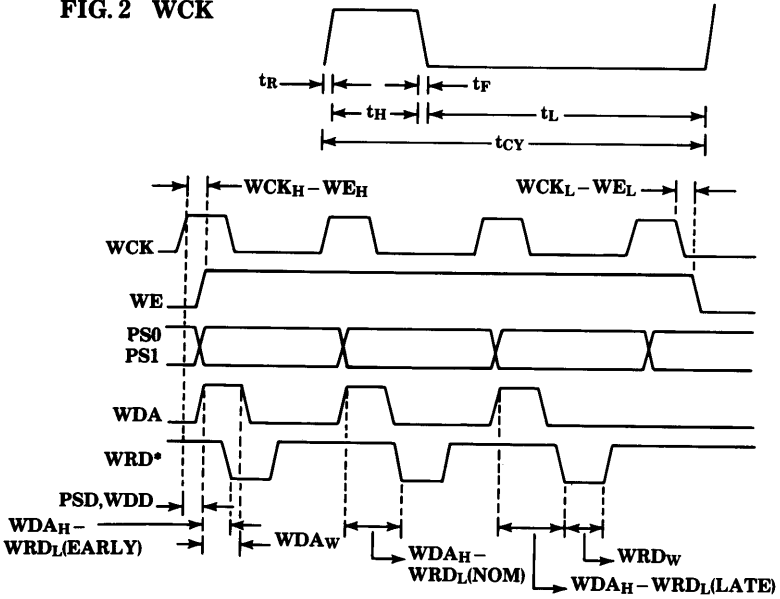 FIG. 2 WCK
tR
tF
tH
tL
tCY
WCKH–WEH
WCKL–WEL
WCK
WE
PS0
PS1
WDA
WRD*
PSD,WDD
WDAH–
WRDL(EARLY)
WDAW
WDAH–
WRDL(NOM)
WRDW
WDAH–WRDL(LATE)